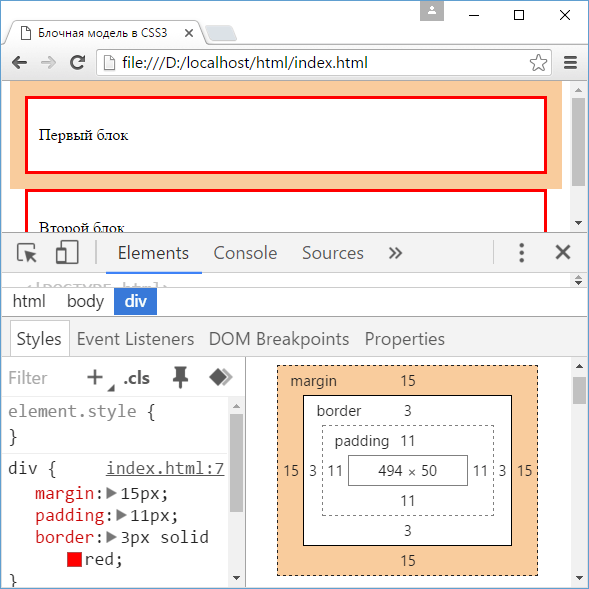 Блочная модель в CSS3
file:///D:/localhost/html/index.html
Первый блок
Второй блок
Elements Console Sources
<!DOCTYPE html>
html body div
Styles Event Listeners DOM Breakpoints Properties
Filter .cls
element.style {
}
div { index.html:7
margin: 15px;
padding: 11px;
border: 3px solid
red;
}
margin 15
border 3
padding 11
15 3 11 494 × 50 11 3 15
11
3
15